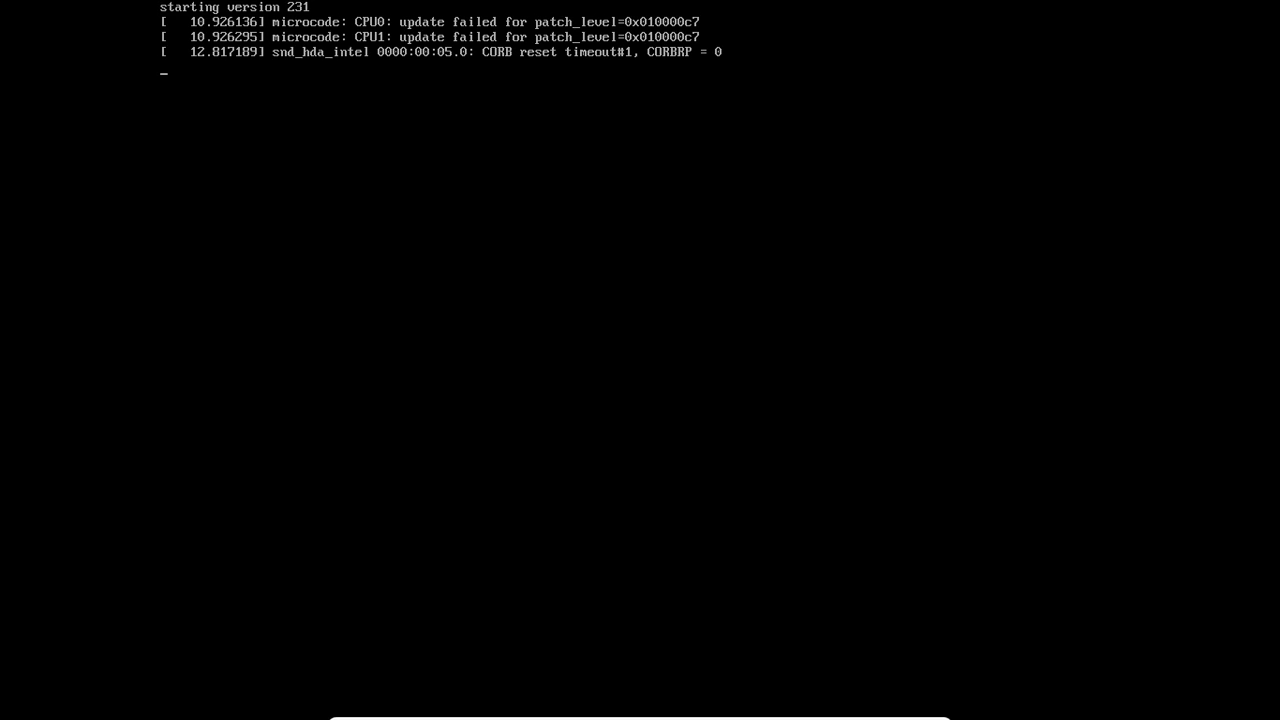 starting version 231
[   10.926136] microcode: CPU0: update failed for patch_level=0x010000c7
[   10.926295] microcode: CPU1: update failed for patch_level=0x010000c7
[   12.817189] snd_hda_intel 0000:00:05.0: CORB reset timeout#1, CORBRP = 0
_